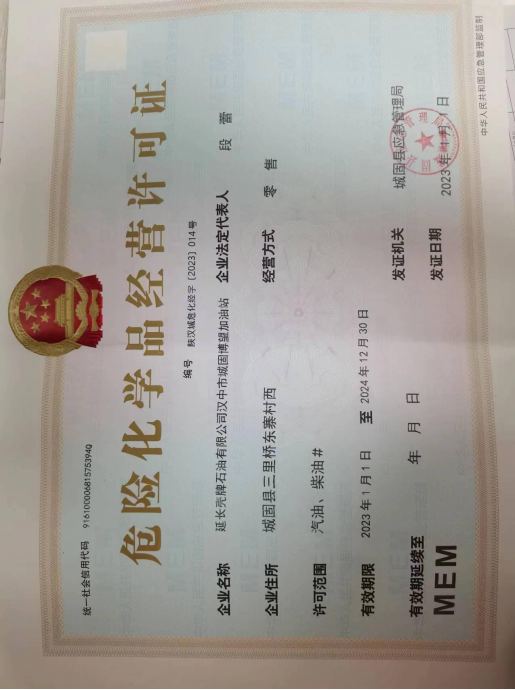 统一社会信用代码 91610000681575394Q
危险化学品经营许可证
编号 陕汉城危化经字〔2023〕014号
企业名称 延长壳牌石油有限公司汉中市城固博望加油站
企业法定代表人 段蕾
企业住所 城固县三里桥东寨村西
经营方式 零售
许可范围 汽油、柴油#
有效期限 2023年1月1日 至 2024年12月30日
发证机关 城固县应急管理局
有效期延续至 年 月 日
发证日期 2023年1月1日
MEM
中华人民共和国应急管理部监制